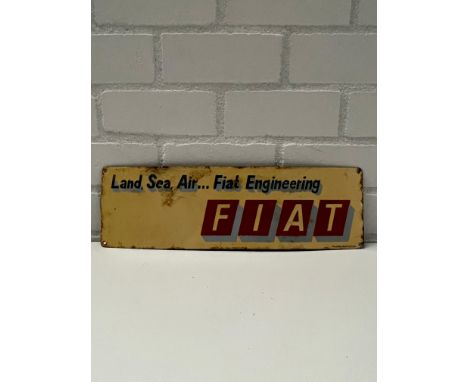 Land, Sea, Air... Fiat Engineering
FIAT